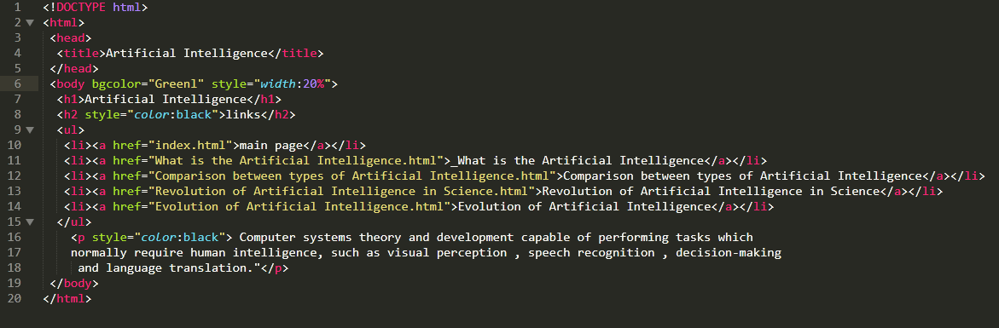 1 <!DOCTYPE html>
2 <html>
3 <head>
4 <title>Artificial Intelligence</title>
5 </head>
6 <body bgcolor="Green1" style="width:20%">
7 <h1>Artificial Intelligence</h1>
8 <h2 style="color:black">links</h2>
9 <ul>
10 <li><a href="index.html">main page</a></li>
11 <li><a href="What is the Artificial Intelligence.html">_What is the Artificial Intelligence</a></li>
12 <li><a href="Comparison between types of Artificial Intelligence.html">Comparison between types of Artificial Intelligence</a></li>
13 <li><a href="Revolution of Artificial Intelligence in Science.html">Revolution of Artificial Intelligence in Science</a></li>
14 <li><a href="Evolution of Artificial Intelligence.html">Evolution of Artificial Intelligence</a></li>
15 </ul>
16 <p style="color:black"> Computer systems theory and development capable of performing tasks which
17 normally require human intelligence, such as visual perception , speech recognition , decision-making
18 and language translation."</p>
19 </body>
20 </html>